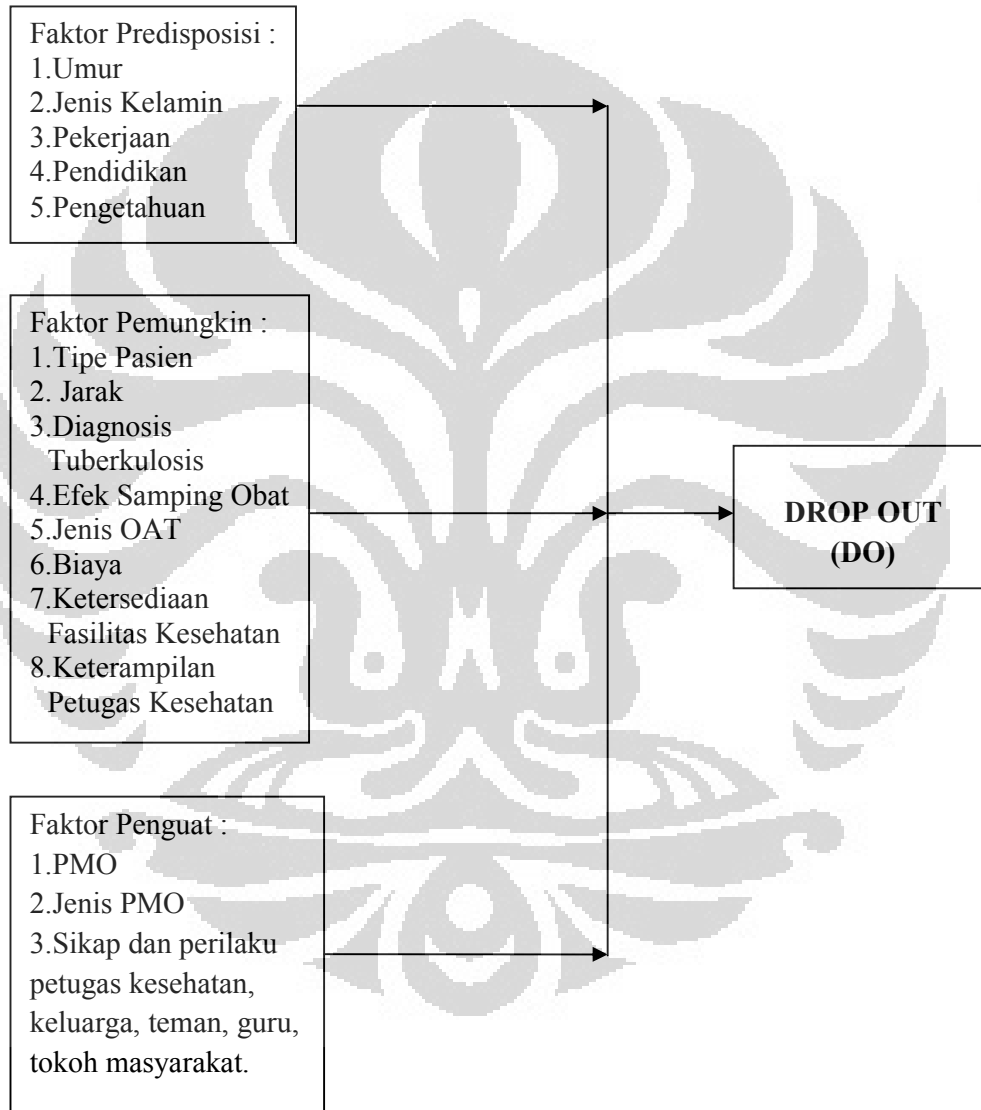 Faktor Predisposisi :
1.Umur
2.Jenis Kelamin
3.Pekerjaan
4.Pendidikan
5.Pengetahuan
Faktor Pemungkin :
1.Tipe Pasien
2. Jarak
3.Diagnosis
Tuberkulosis
4.Efek Samping Obat
5.Jenis OAT
6.Biaya
7.Ketersediaan
Fasilitas Kesehatan
8.Keterampilan
Petugas Kesehatan
DROP OUT
(DO)
Faktor Penguat :
1.PMO
2.Jenis PMO
3.Sikap dan perilaku
petugas kesehatan,
keluarga, teman, guru,
tokoh masyarakat.